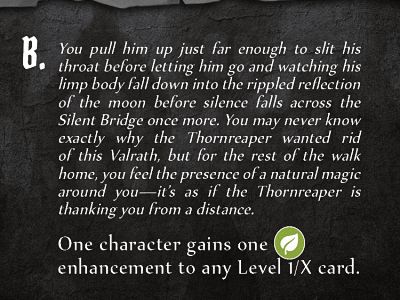 B.
You pull him up just far enough to slit his
throat before letting him go and watching his
limp body fall down into the rippled reflection
of the moon before silence falls across the
Silent Bridge once more. You may never know
exactly why the Thornreaper wanted rid
of this Valrath, but for the rest of the walk
home, you feel the presence of a natural magic
around you—it's as if the Thornreaper is
thanking you from a distance.
One character gains one
enhancement to any Level 1/X card.